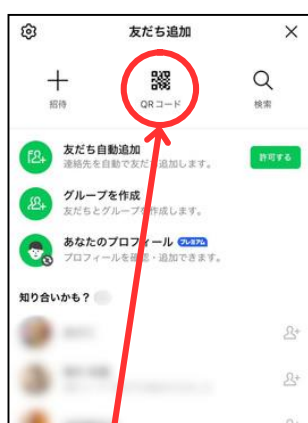 友だち追加
招待
QRコード
検索
友だち自動追加
連絡先を自動で友だち追加します。
許可する
グループを作成
友だちとグループを作成します。
あなたのプロフィール プレミアム
プロフィールを確認・追加できます。
知り合いかも？